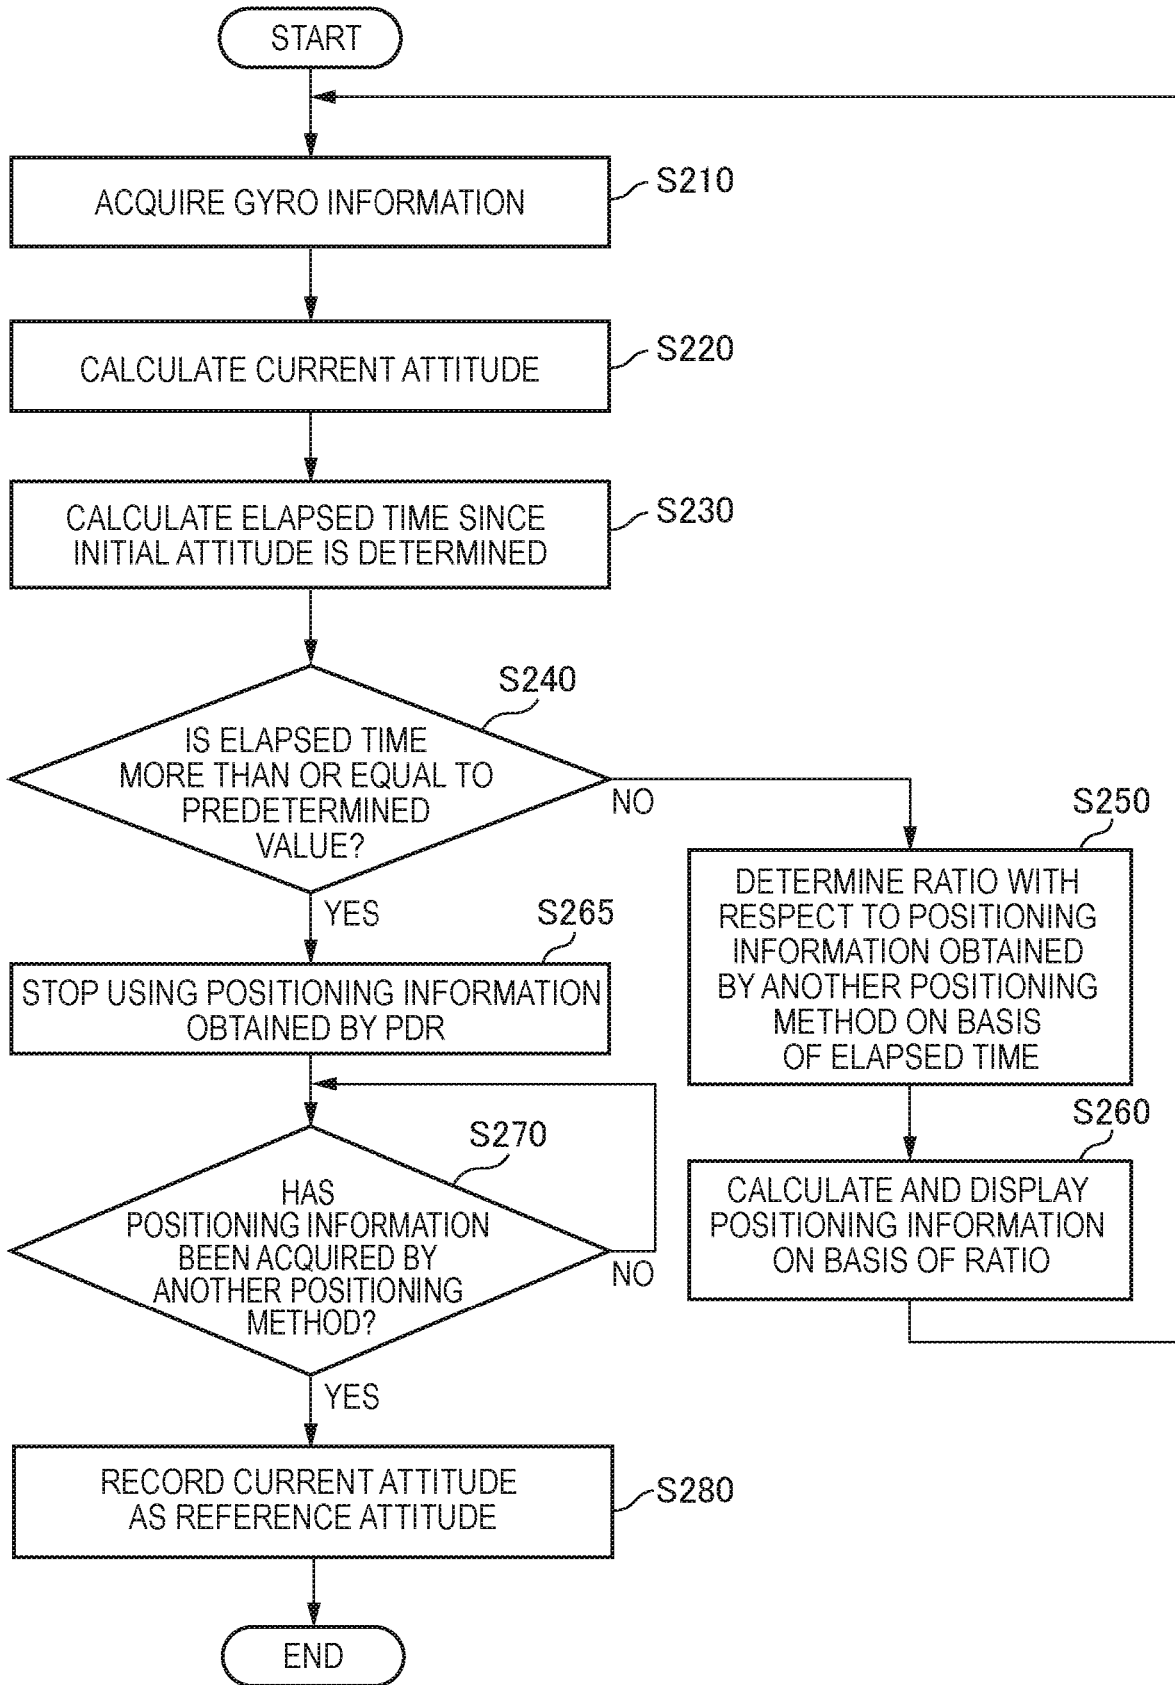 START
ACQUIRE GYRO INFORMATION
S210
CALCULATE CURRENT ATTITUDE
S220
CALCULATE ELAPSED TIME SINCE
INITIAL ATTITUDE IS DETERMINED
S230
S240
IS ELAPSED TIME
MORE THAN OR EQUAL TO
PREDETERMINED
VALUE?
NO
YES
S250
DETERMINE RATIO WITH
RESPECT TO POSITIONING
INFORMATION OBTAINED
BY ANOTHER POSITIONING
METHOD ON BASIS
OF ELAPSED TIME
S260
CALCULATE AND DISPLAY
POSITIONING INFORMATION
ON BASIS OF RATIO
S265
STOP USING POSITIONING INFORMATION
OBTAINED BY PDR
S270
HAS
POSITIONING INFORMATION
BEEN ACQUIRED BY
ANOTHER POSITIONING
METHOD?
NO
YES
RECORD CURRENT ATTITUDE
AS REFERENCE ATTITUDE
S280
END